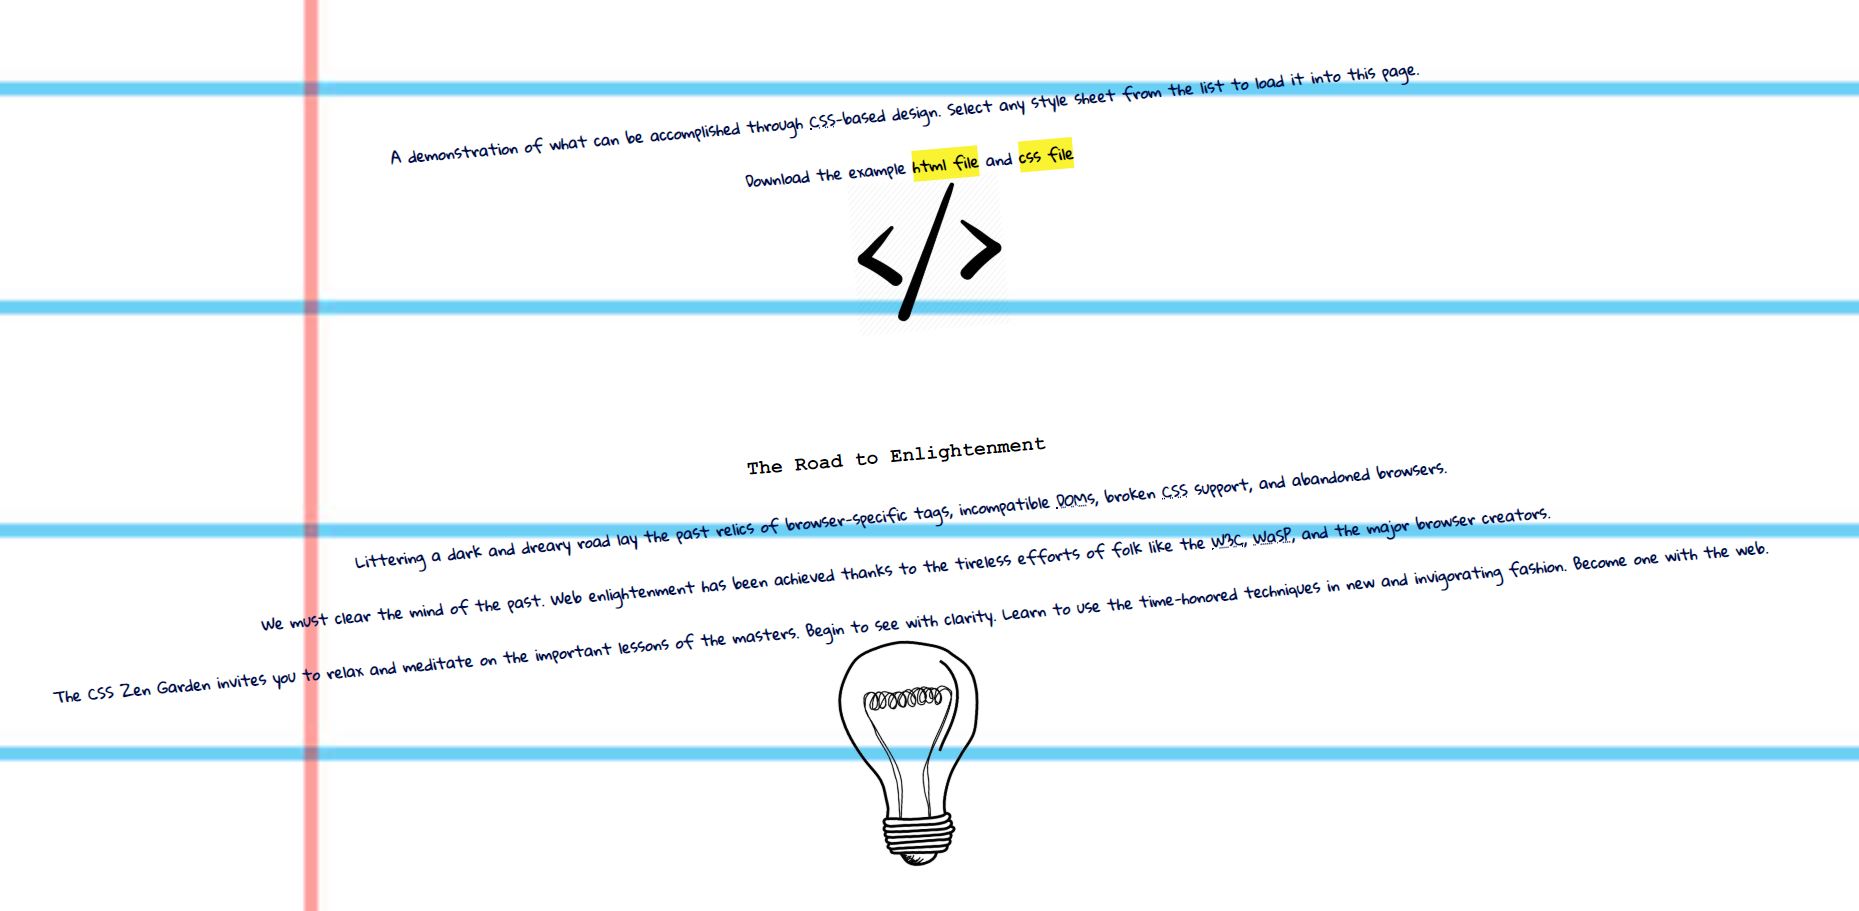 A demonstration of what can be accomplished through CSS-based design. Select any style sheet from the list to load it into this page.
Download the example html file and css file
</>
The Road to Enlightenment
Littering a dark and dreary road lay the past relics of browser-specific tags, incompatible DOMs, broken CSS support, and abandoned browsers.
We must clear the mind of the past. Web enlightenment has been achieved thanks to the tireless efforts of folk like the W3C, WaSP, and the major browser creators.
The CSS Zen Garden invites you to relax and meditate on the important lessons of the masters. Begin to see with clarity. Learn to use the time-honored techniques in new and invigorating fashion. Become one with the web.